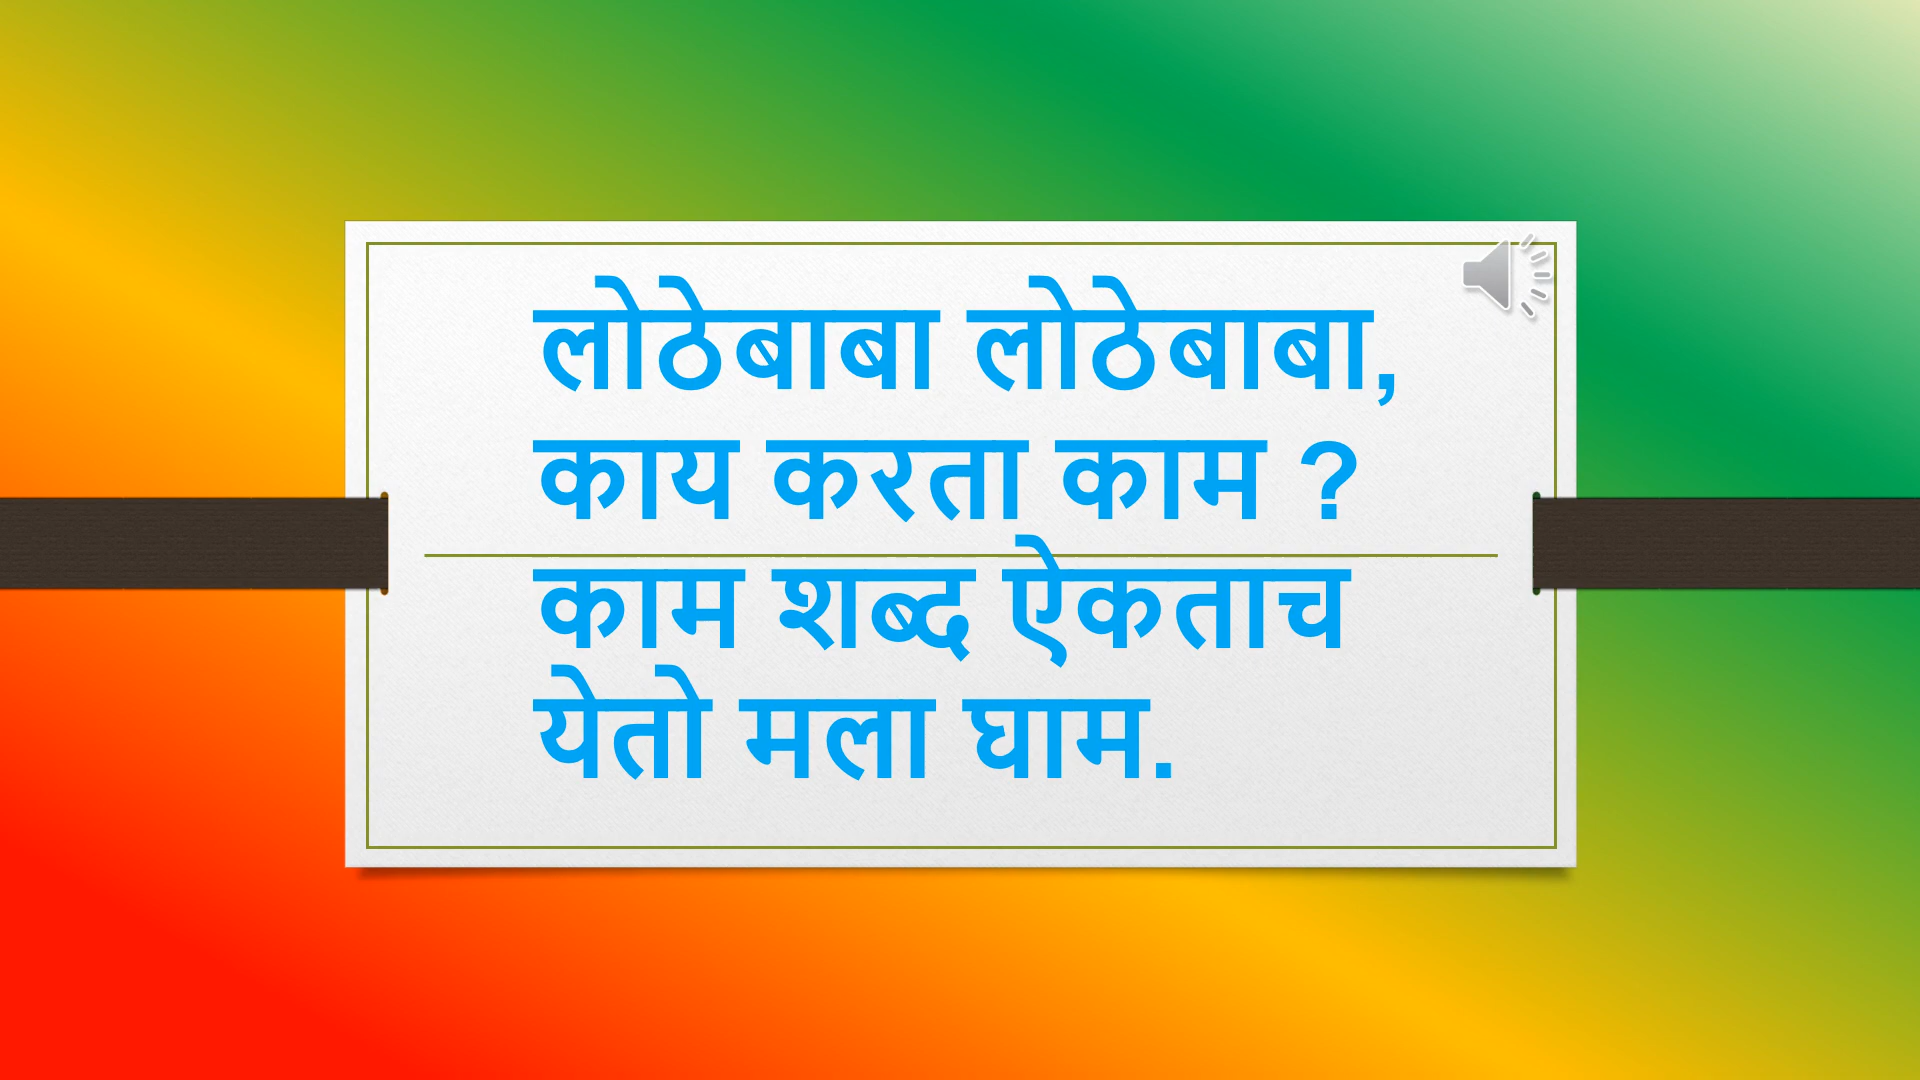 लोठेबाबा लोठेबाबा,
काय करता काम ?
काम शब्द ऐकताच
येतो मला घाम.